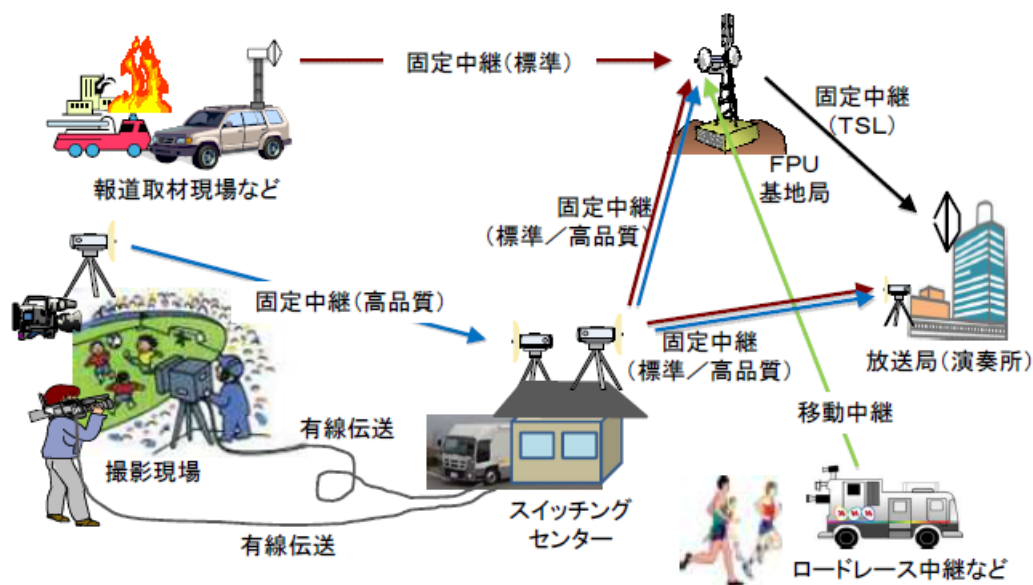 固定中継(標準)
固定中継
(TSL)
報道取材現場など
FPU
基地局
固定中継
(標準/高品質)
固定中継(高品質)
固定中継
(標準/高品質)
放送局(演奏所)
移動中継
有線伝送
撮影現場
スイッチング
センター
有線伝送
ロードレース中継など